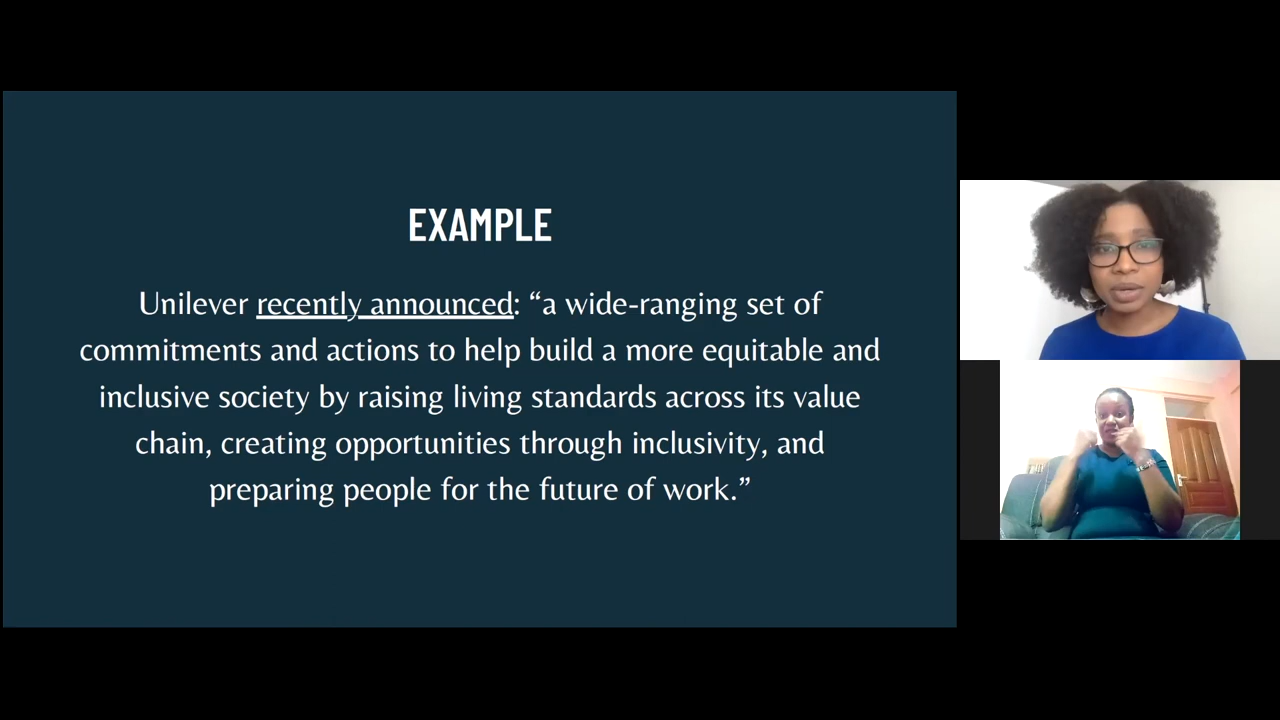 EXAMPLE
Unilever recently announced: “a wide-ranging set of
commitments and actions to help build a more equitable and
inclusive society by raising living standards across its value
chain, creating opportunities through inclusivity, and
preparing people for the future of work.”